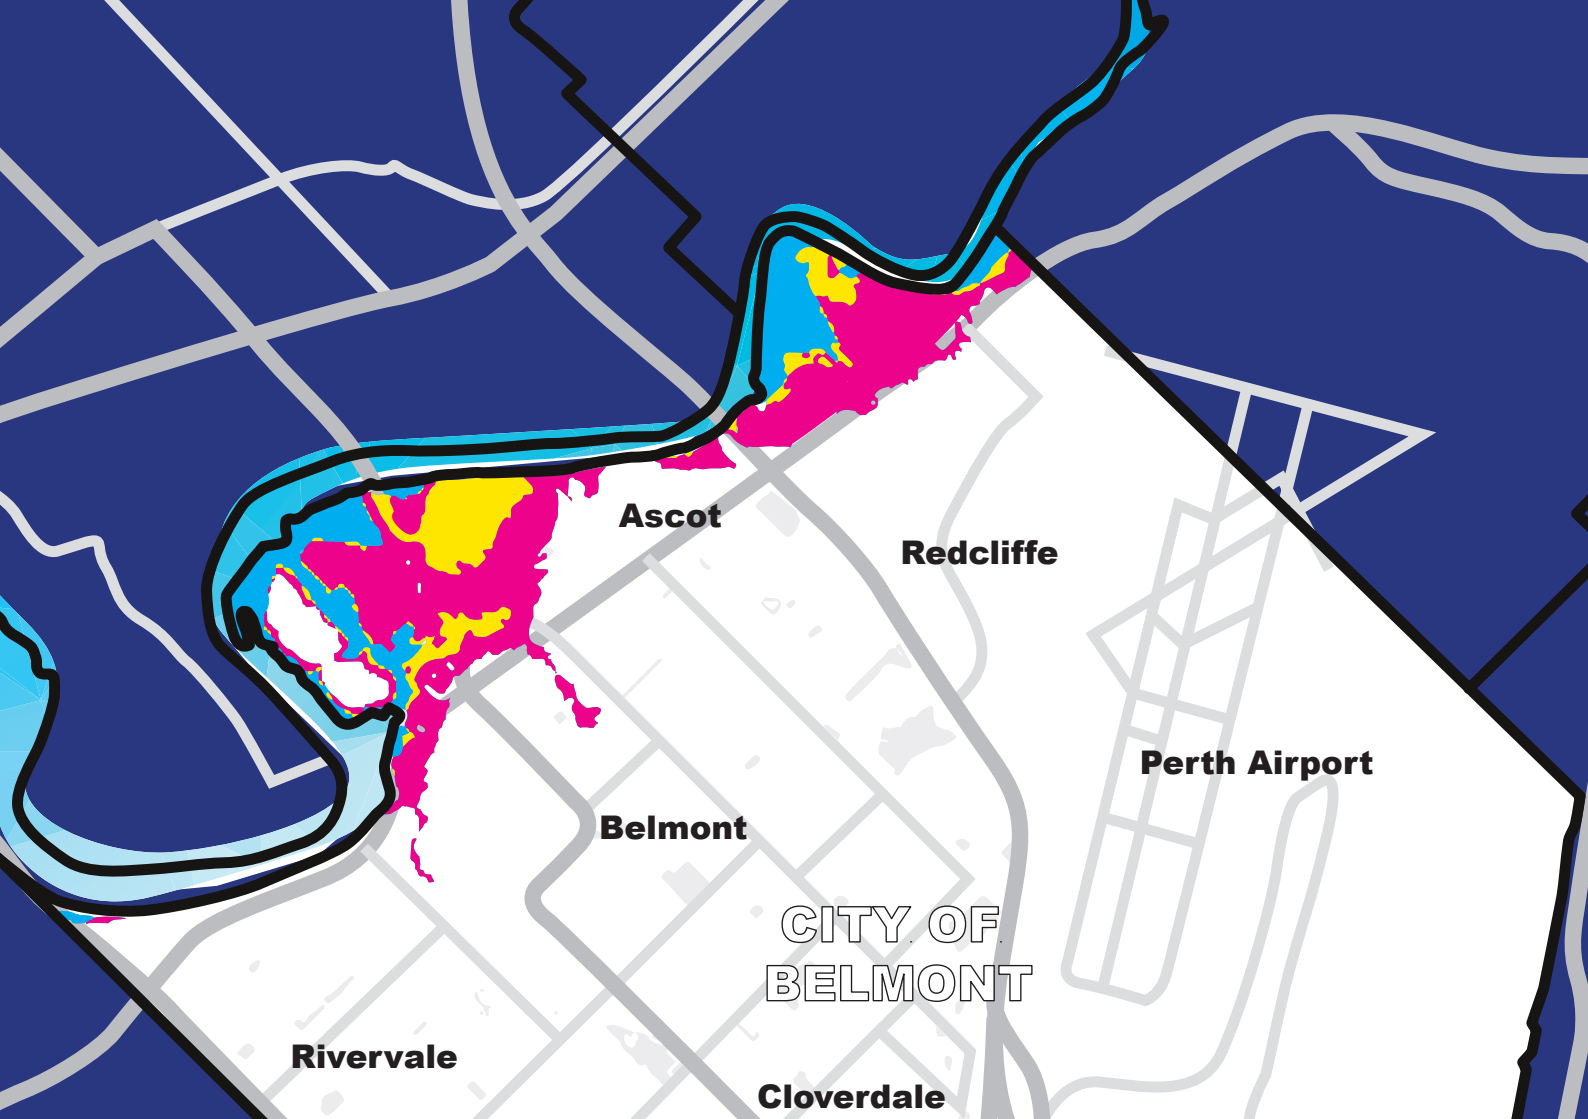 Ascot
Redcliffe
Perth Airport
Belmont
CITY OF
BELMONT
Rivervale
Cloverdale